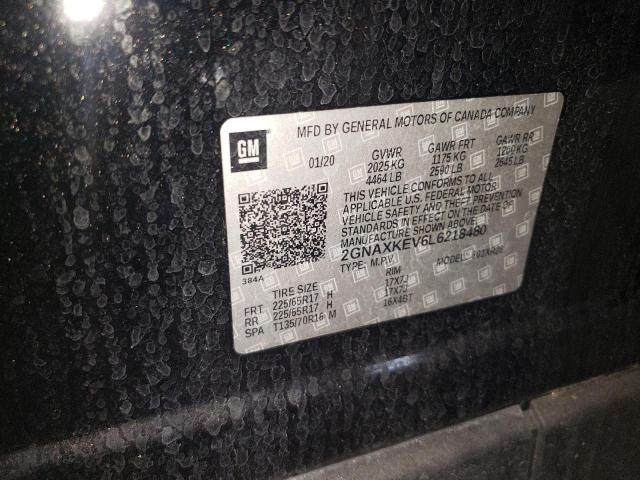 GM
MFD BY GENERAL MOTORS OF CANADA COMPANY
01/20 GVWR GAWR FRT GAWR RR
2025 KG 1175 KG 1200 KG
4464 LB 2590 LB 2645 LB
THIS VEHICLE CONFORMS TO ALL
APPLICABLE U.S. FEDERAL MOTOR
VEHICLE SAFETY AND THEFT PREVENTION
STANDARDS IN EFFECT ON THE DATE OF
MANUFACTURE SHOWN ABOVE.
2GNAXKEV6L6218480
384A
TYPE: M.P.V. MODEL:
TIRE SIZE RIM
FRT 225/65R17 H 17X7J
RR 225/65R17 H 17X7J
SPA T135/70R16 M 16X4BT